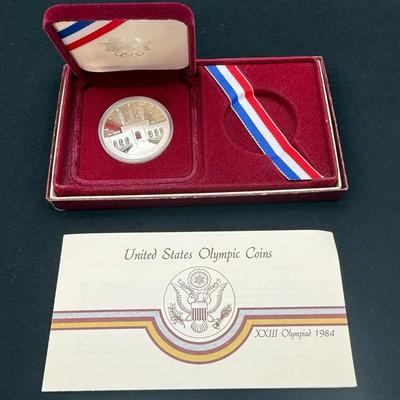 United States Olympic Coins
XXIII Olympiad 1984